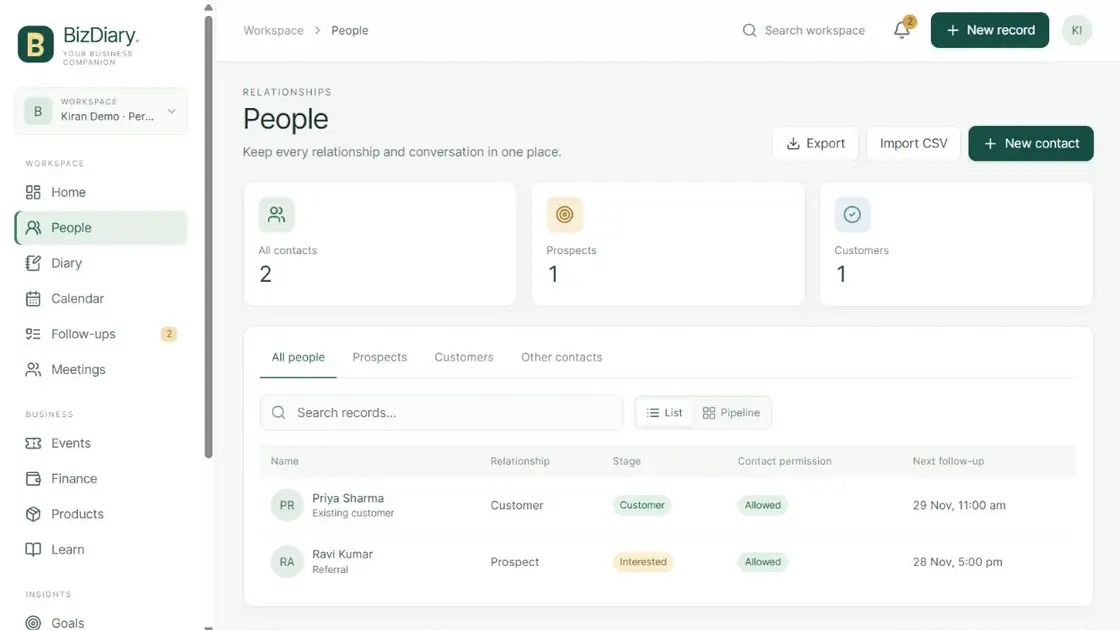 B
BizDiary.
YOUR BUSINESS
COMPANION
B
WORKSPACE
Kiran Demo · Per...
WORKSPACE
Home
People
Diary
Calendar
Follow-ups 2
Meetings
BUSINESS
Events
Finance
Products
Learn
INSIGHTS
Goals
Workspace > People
Search workspace
2
+ New record
KI
RELATIONSHIPS
People
Keep every relationship and conversation in one place.
Export
Import CSV
+ New contact
All contacts
2
Prospects
1
Customers
1
All people Prospects Customers Other contacts
Search records...
List
Pipeline
Name Relationship Stage Contact permission Next follow-up
PR
Priya Sharma
Existing customer
Customer Customer Allowed 29 Nov, 11:00 am
RA
Ravi Kumar
Referral
Prospect Interested Allowed 28 Nov, 5:00 pm